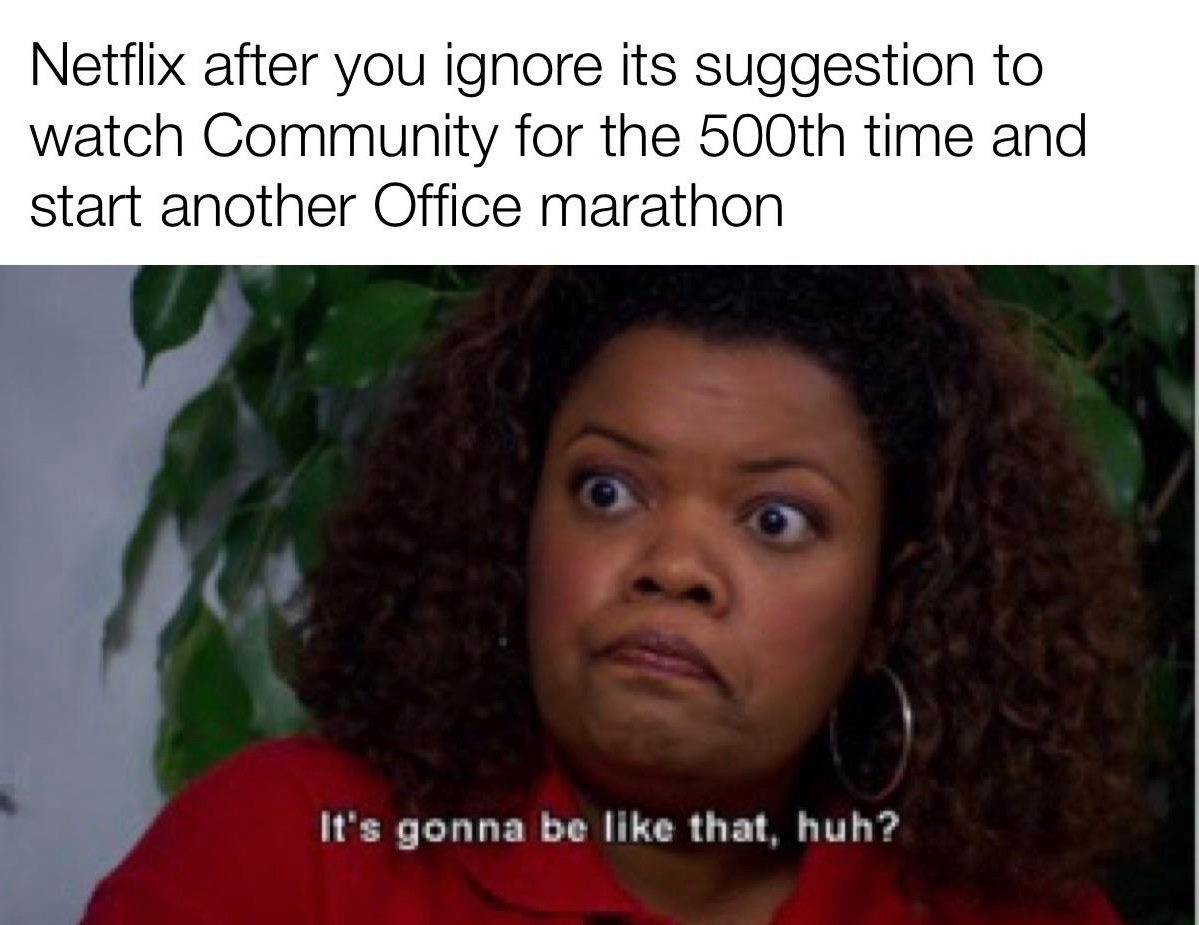 Netflix after you ignore its suggestion to
watch Community for the 500th time and
start another Office marathon
It's gonna be like that, huh?